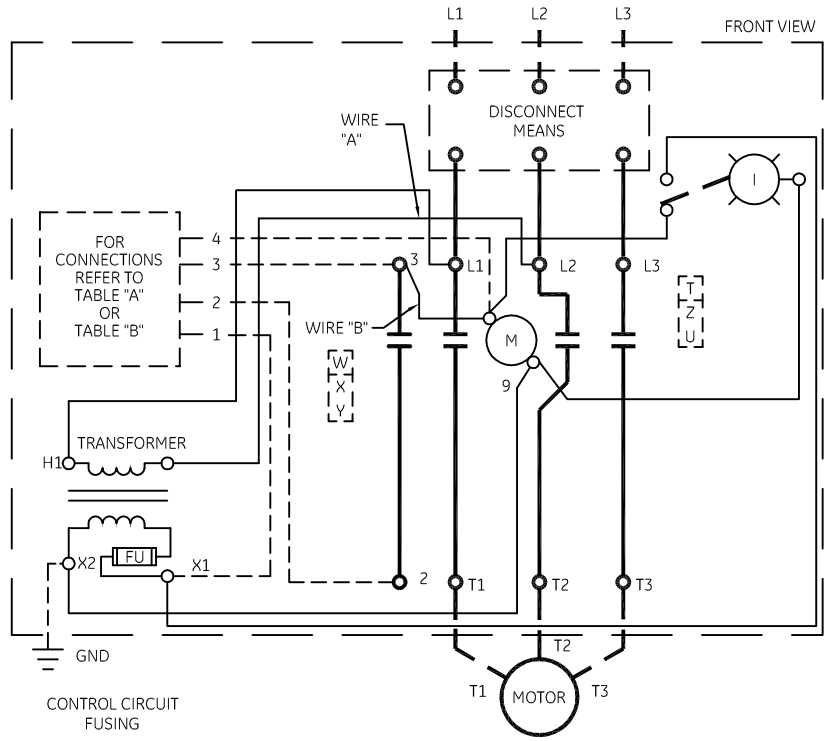 L1
L2
L3
FRONT VIEW
DISCONNECT
MEANS
WIRE
"A"
I
FOR
CONNECTIONS
REFER TO
TABLE "A"
OR
TABLE "B"
4
3
2
1
3
L1
L2
L3
T
Z
U
WIRE "B"
M
W
X
Y
9
TRANSFORMER
H1
FU
X2
X1
2
T1
T2
T3
T2
GND
T1
MOTOR
T3
CONTROL CIRCUIT
FUSING